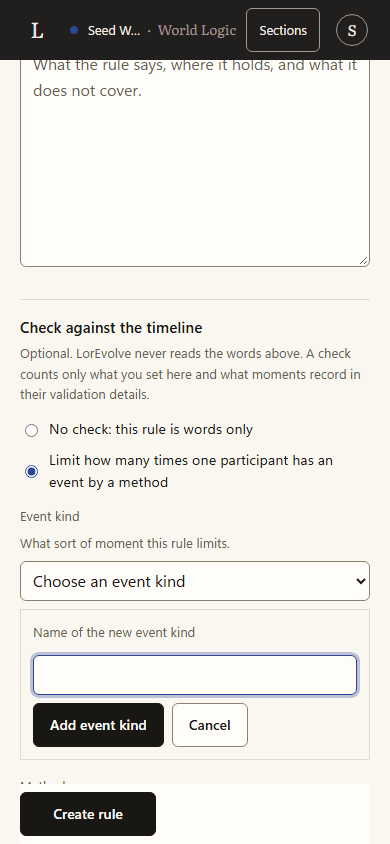 L Seed W... · World Logic Sections S
What the rule says, where it holds, and what it
does not cover.
Check against the timeline
Optional. LorEvolve never reads the words above. A check
counts only what you set here and what moments record in
their validation details.
No check: this rule is words only
Limit how many times one participant has an
event by a method
Event kind
What sort of moment this rule limits.
Choose an event kind
Name of the new event kind
Add event kind Cancel
Create rule